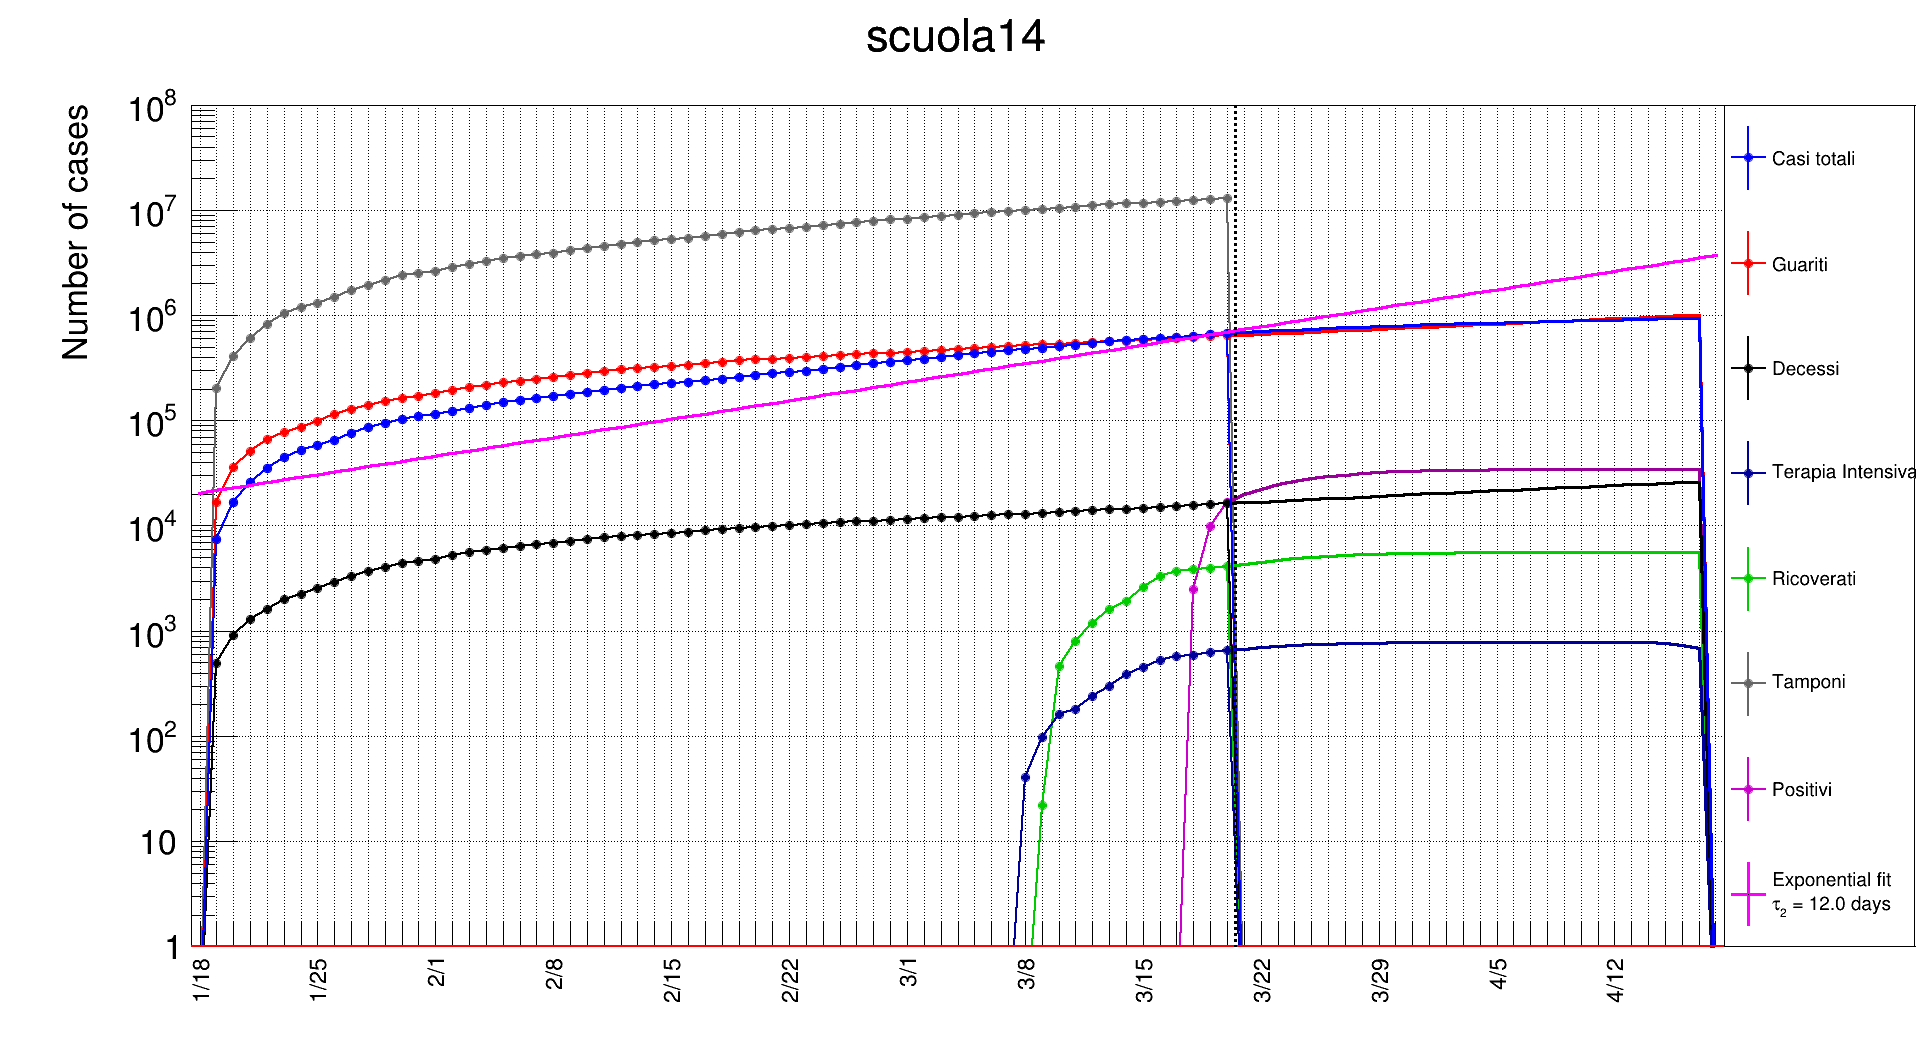 scuola14
Number of cases
10^8
10^7
10^6
10^5
10^4
10^3
10^2
10
1
1/18
1/25
2/1
2/8
2/15
2/22
3/1
3/8
3/15
3/22
3/29
4/5
4/12
Casi totali
Guariti
Decessi
Terapia Intensiva
Ricoverati
Tamponi
Positivi
Exponential fit
τ_2 = 12.0 days